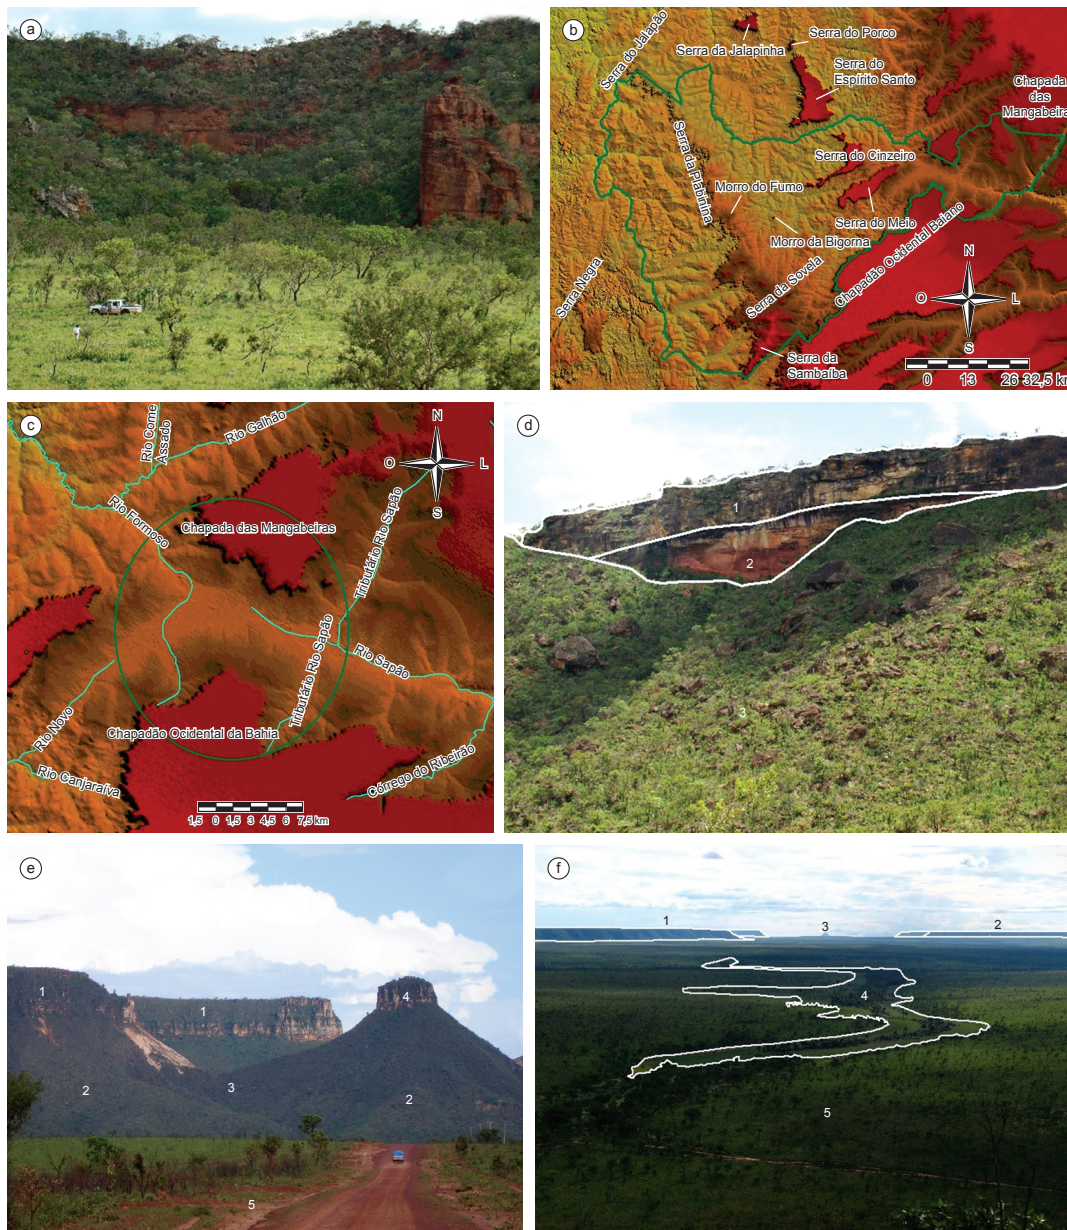 a
b
Serra do Jalapão
Serra da Jalapinha
Serra do Porco
Serra do
Espírito Santo
Chapada
das
Mangabeira
Serra da Piabinina
Serra do Cinzeiro
Morro do Fumo
Serra do Meio
Morro da Bigorna
Serra Negra
Serra da Sovela
Chapadão Ocidental Baiano
Serra da
Sambaíba
N
O L
S
0 13 26 32,5 km
c
Rio Come
Assado
Rio Galhão
N
O L
S
Rio Formoso
Chapada das Mangabeiras
Tributário Rio Sapão
Rio Sapão
Tributário Rio Sapão
Rio Novo
Chapadão Ocidental da Bahia
Rio Canjaraíva
Córrego do Ribeirão
1,5 0 1,5 3 4,5 6 7,5 km
d
1
2
3
e
1
1
4
2
3
2
5
f
1
3
2
4
5